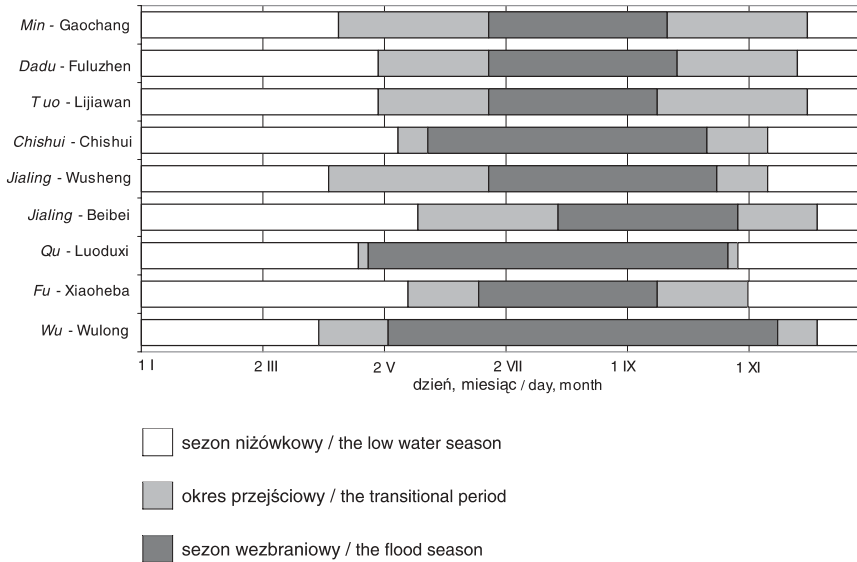 Min - Gaochang
Dadu - Fuluzhen
Tuo - Lijiawan
Chishui - Chishui
Jialing - Wusheng
Jialing - Beibei
Qu - Luoduxi
Fu - Xiaoheba
Wu - Wulong
1 I 2 III 2 V 2 VII 1 IX 1 XI
dzień, miesiąc / day, month
sezon niżówkowy / the low water season
okres przejściowy / the transitional period
sezon wezbraniowy / the flood season